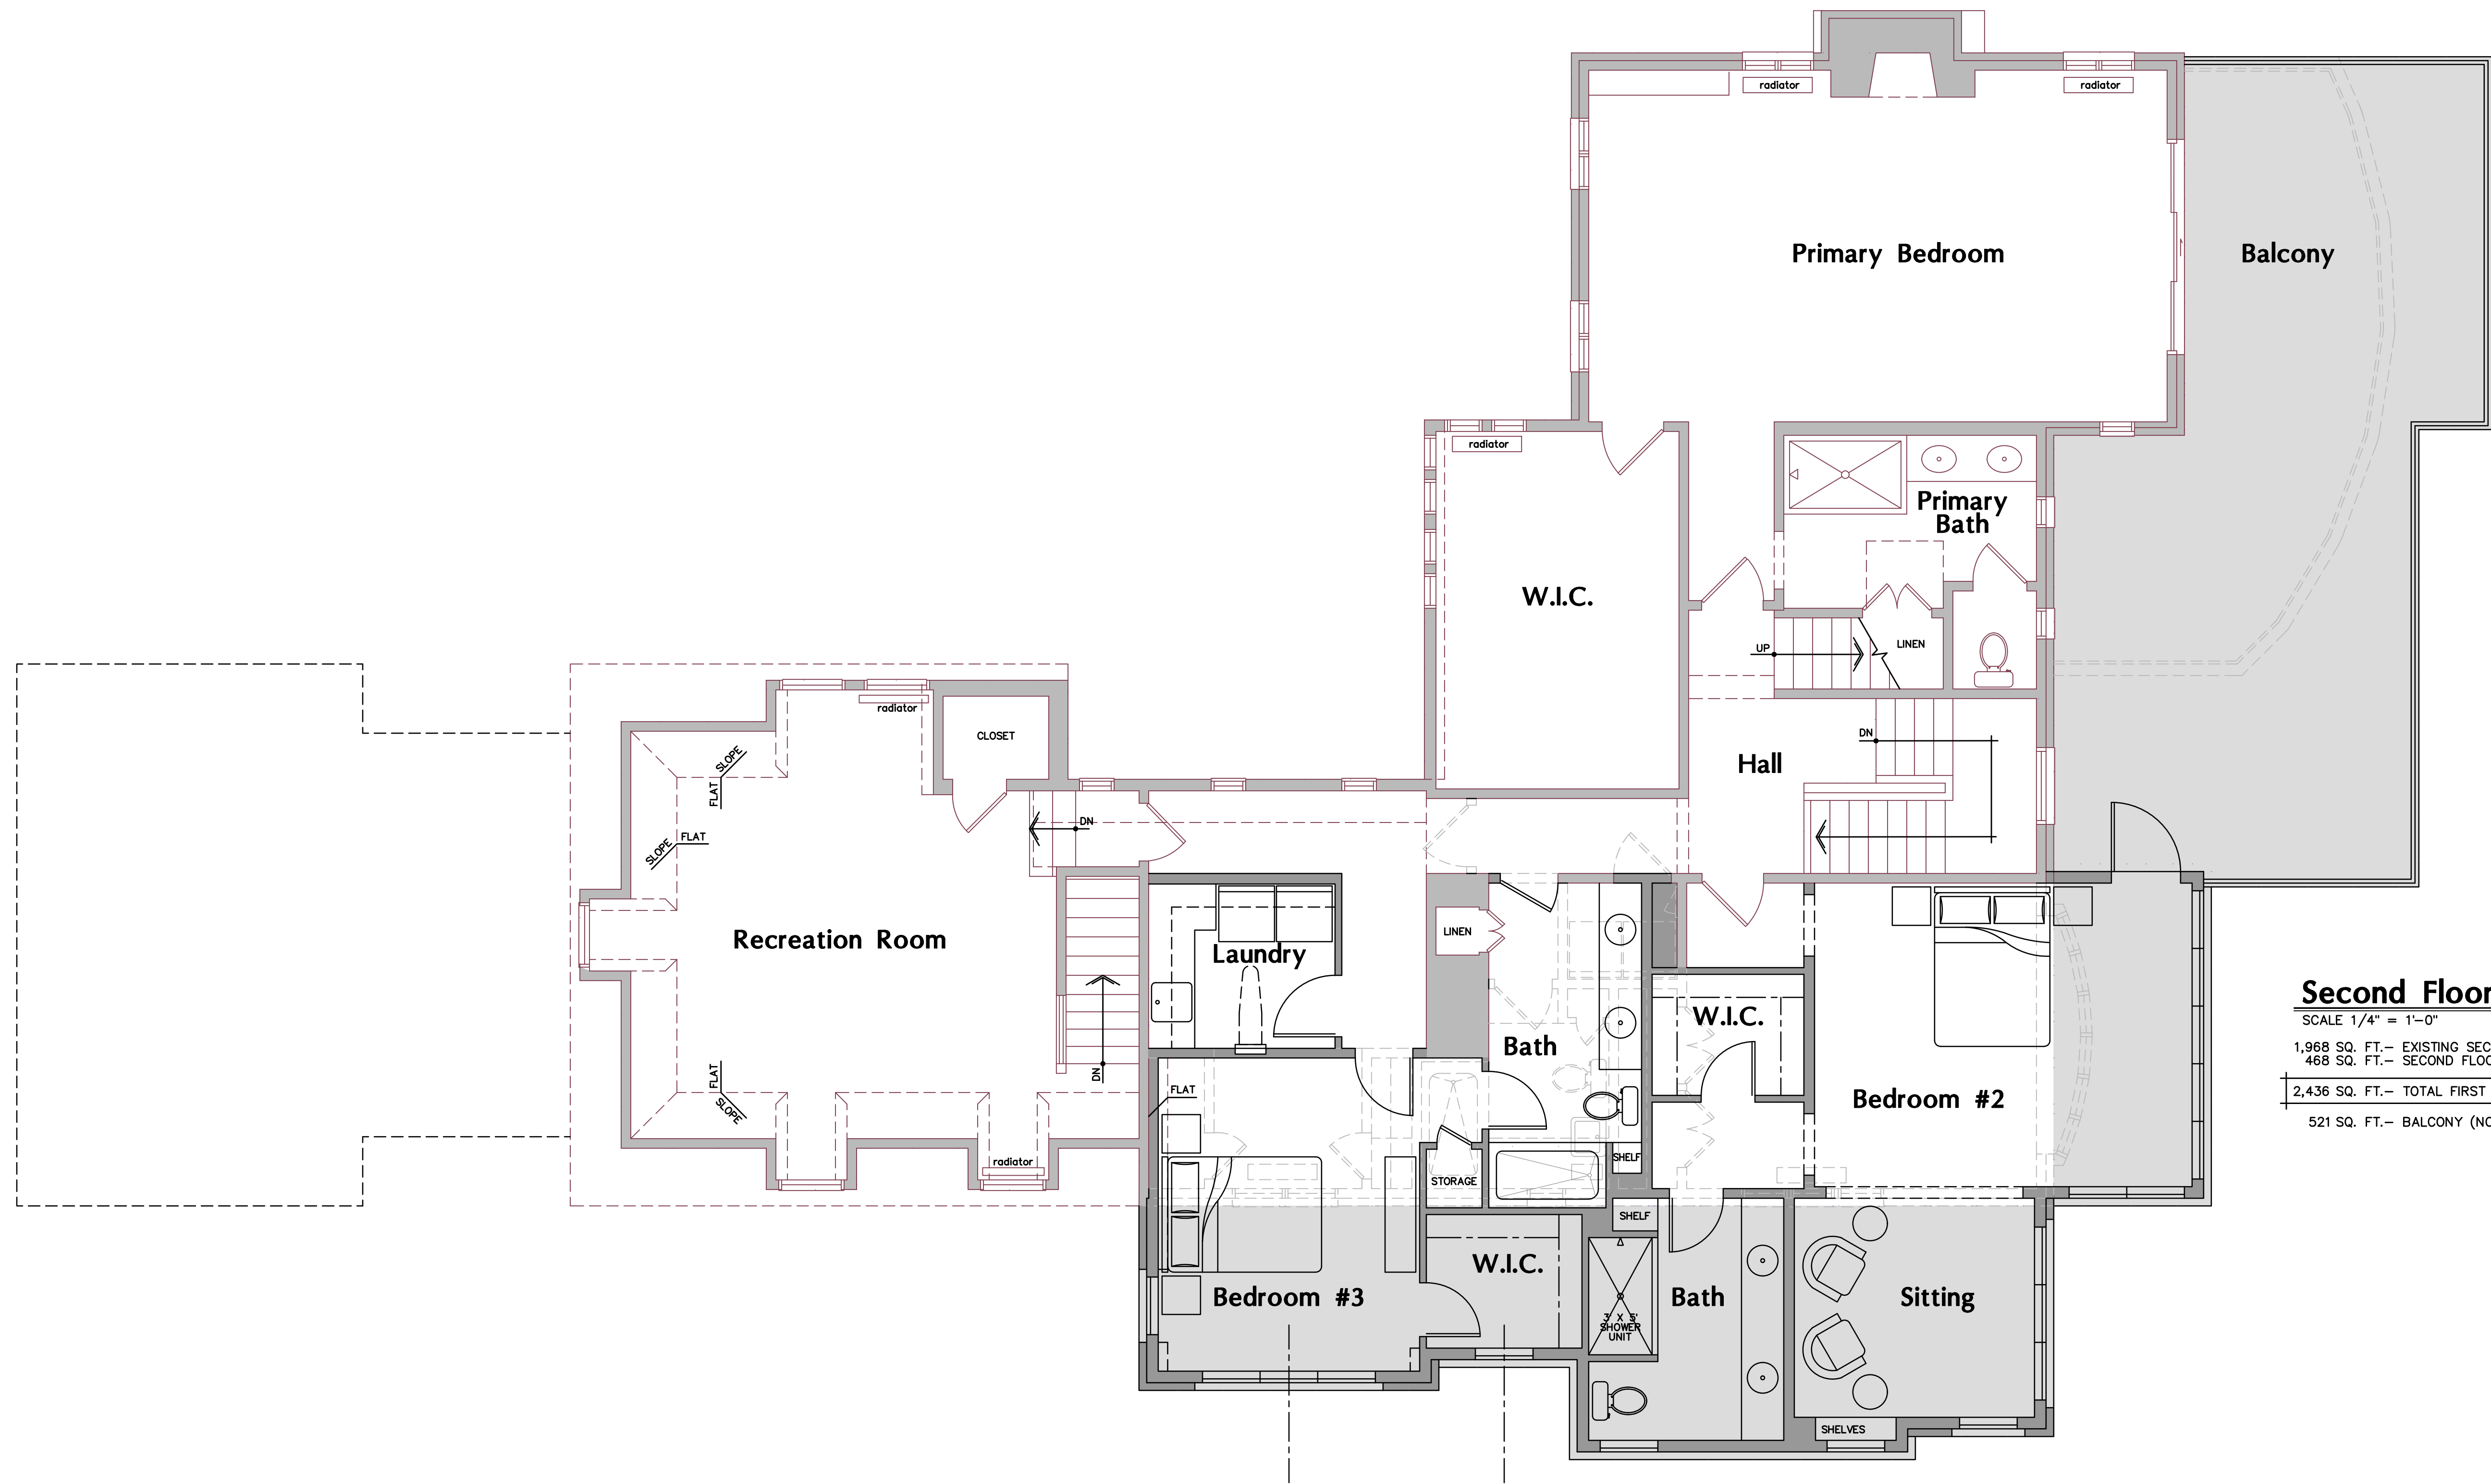 radiator
radiator
Primary Bedroom
Balcony
radiator
Primary
Bath
W.I.C.
UP
LINEN
radiator
CLOSET
DN
Hall
SLOPE
FLAT
FLAT
SLOPE
DN
Recreation Room
LINEN
Laundry
Second Floor
SCALE 1/4" = 1'-0"
1,968 SQ. FT.- EXISTING SEC
468 SQ. FT.- SECOND FLOO
2,436 SQ. FT.- TOTAL FIRST
521 SQ. FT.- BALCONY (NO
W.I.C.
Bath
DN
FLAT
SLOPE
FLAT
Bedroom #2
radiator
STORAGE
SHELF
SHELF
W.I.C.
Bedroom #3
Bath
Sitting
3' X 5'
SHOWER
UNIT
SHELVES